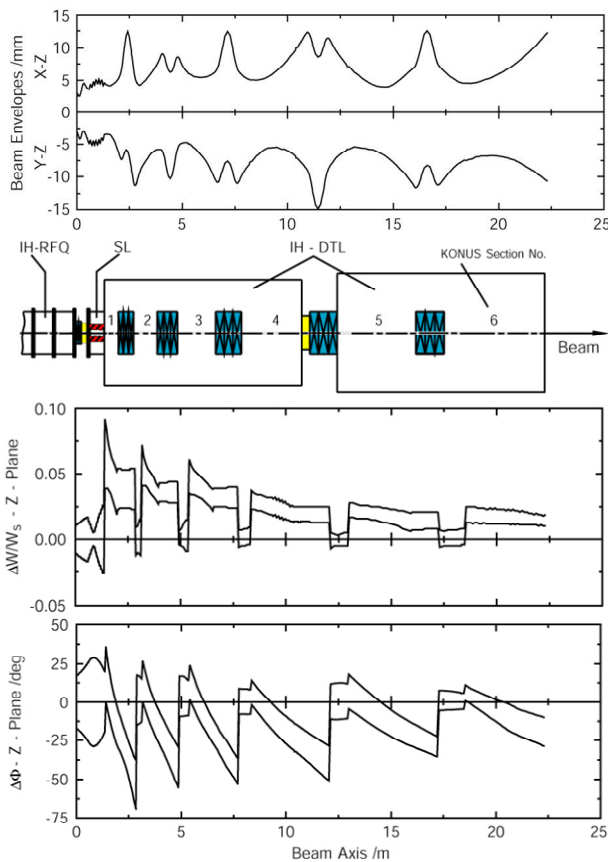 15
10
5
0
-5
-10
-15
0 5 10 15 20 25
Beam Envelopes /mm
Y-Z X-Z
IH-RFQ SL IH - DTL KONUS Section No.
1 2 3 4 5 6
Beam
0.10
0.05
0.00
-0.05
ΔW/Ws - Z - Plane
50
25
0
-25
-50
-75
ΔΦ - Z - Plane /deg
0 5 10 15 20 25
Beam Axis /m